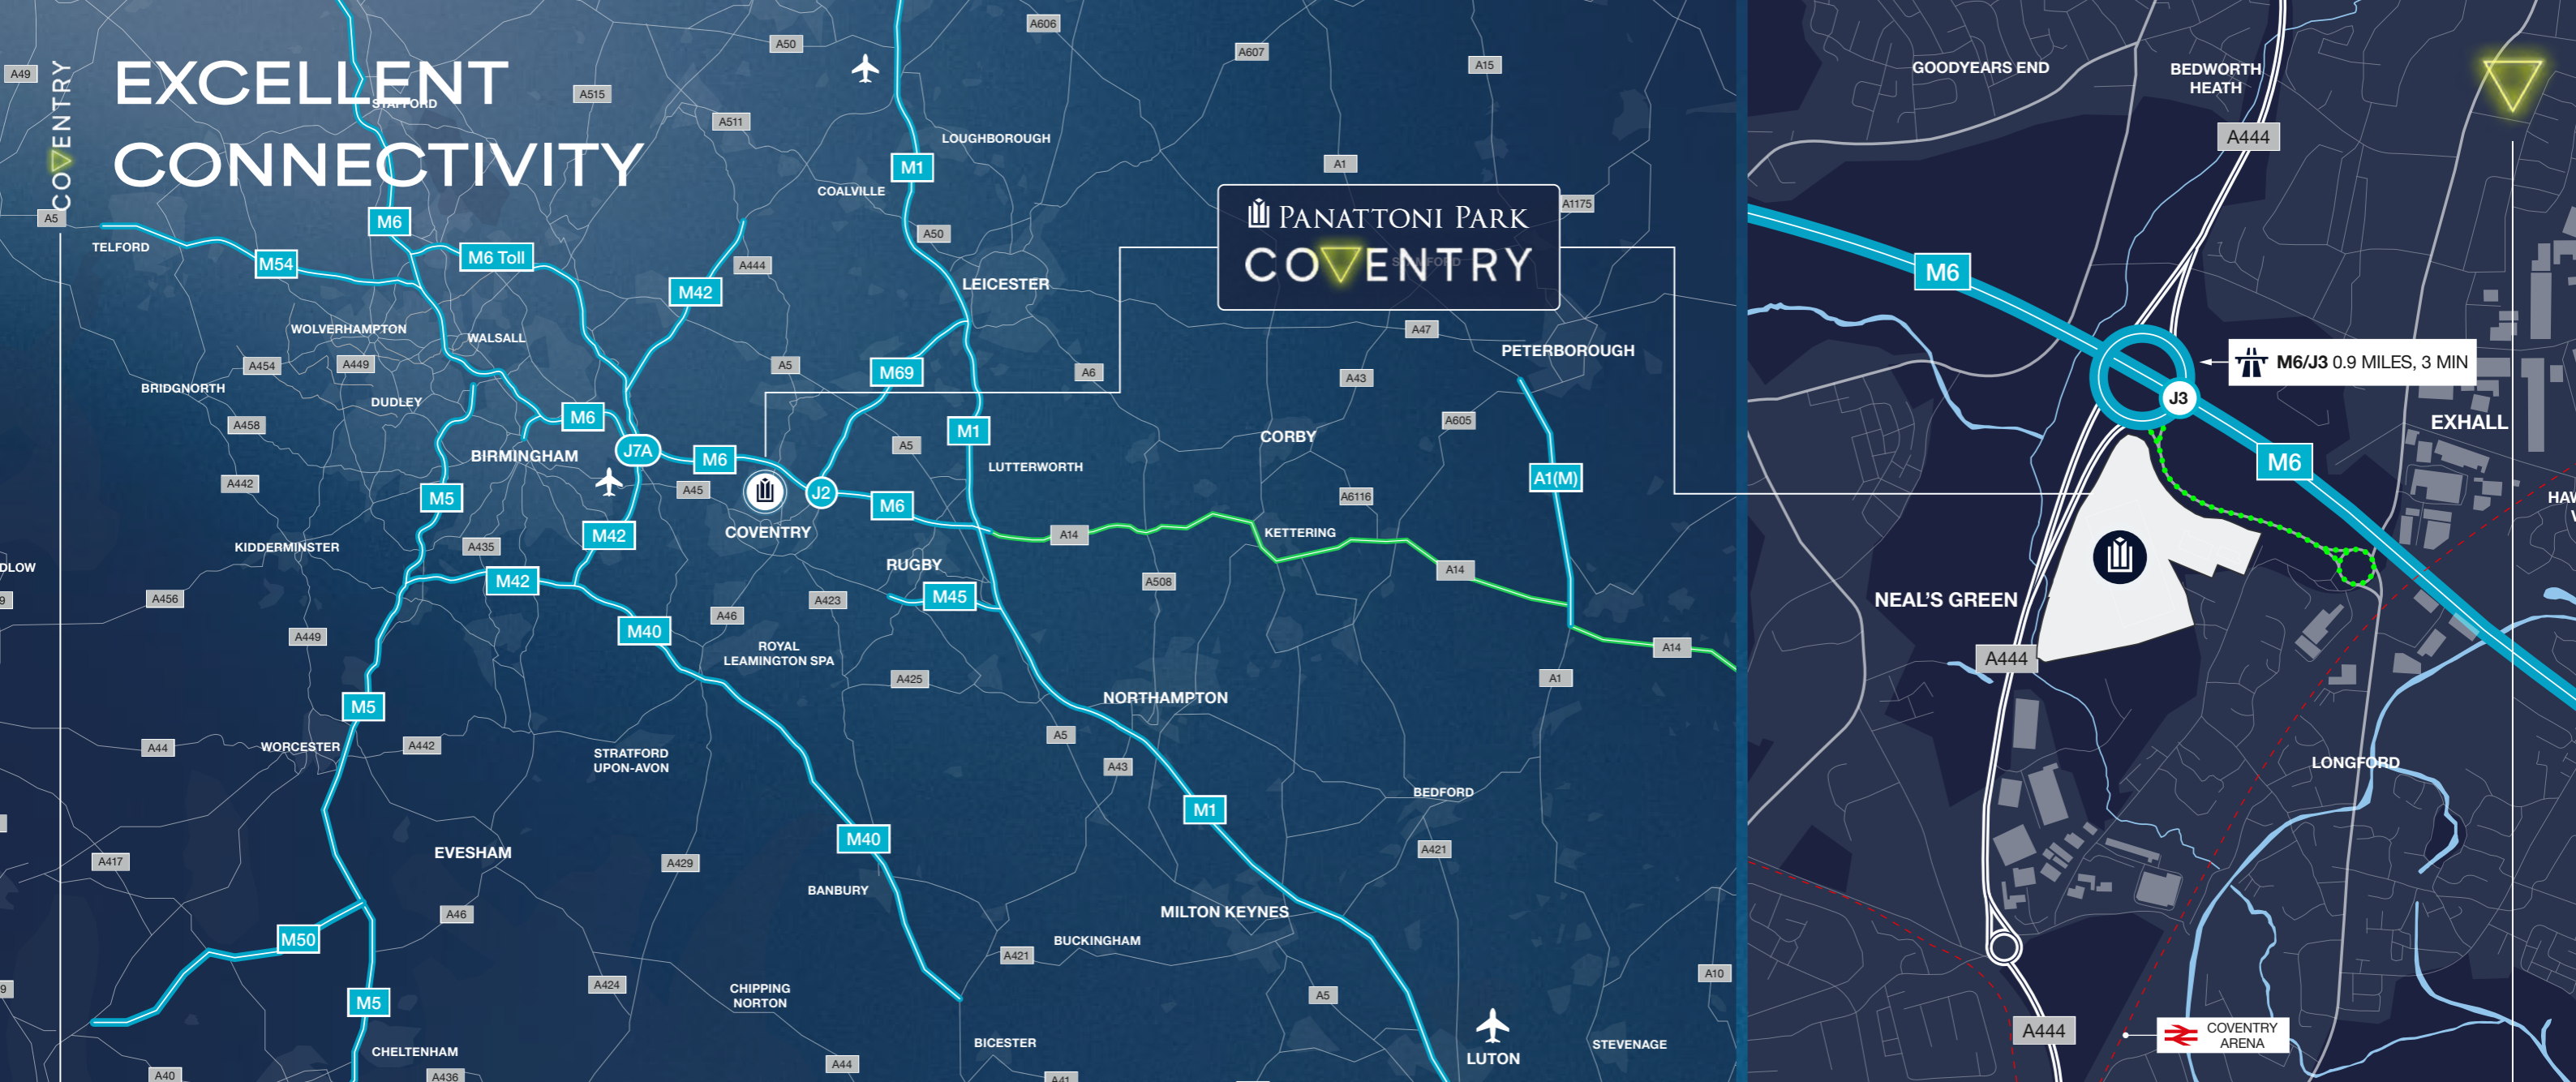 EXCELLENT
CONNECTIVITY
COVENTRY
PANATTONI PARK
COVENTRY
A49
STAFFORD
A515
A50
A606
A607
A15
A511
LOUGHBOROUGH
M1
COALVILLE
A1
A1175
A5
TELFORD
M6
M54
M6 Toll
A50
A444
M42
LEICESTER
STAMFORD
WOLVERHAMPTON
WALSALL
A47
PETERBOROUGH
A454
A449
A5
M69
A6
A43
BRIDGNORTH
DUDLEY
A458
M6
M1
A605
CORBY
BIRMINGHAM
J7A
M6
A5
LUTTERWORTH
A442
M5
A45
J2
M6
A6116
A1(M)
COVENTRY
M42
A14
KETTERING
KIDDERMINSTER
A435
RUGBY
A14
DLOW
M42
A508
9
A456
A423
M45
A46
A449
M40
ROYAL
LEAMINGTON SPA
A14
A425
A1
M5
NORTHAMPTON
A44
WORCESTER
A442
A5
STRATFORD
UPON-AVON
A43
BEDFORD
M1
M40
A421
EVESHAM
A417
A429
BANBURY
A46
MILTON KEYNES
M50
BUCKINGHAM
A421
A10
9
A424
CHIPPING
NORTON
A5
M5
BICESTER
LUTON
STEVENAGE
CHELTENHAM
A44
A40
A436
A41
GOODYEARS END
BEDWORTH
HEATH
A444
M6
M6/J3 0.9 MILES, 3 MIN
J3
EXHALL
M6
HAW
NEAL'S GREEN
A444
LONGFORD
A444
COVENTRY
ARENA